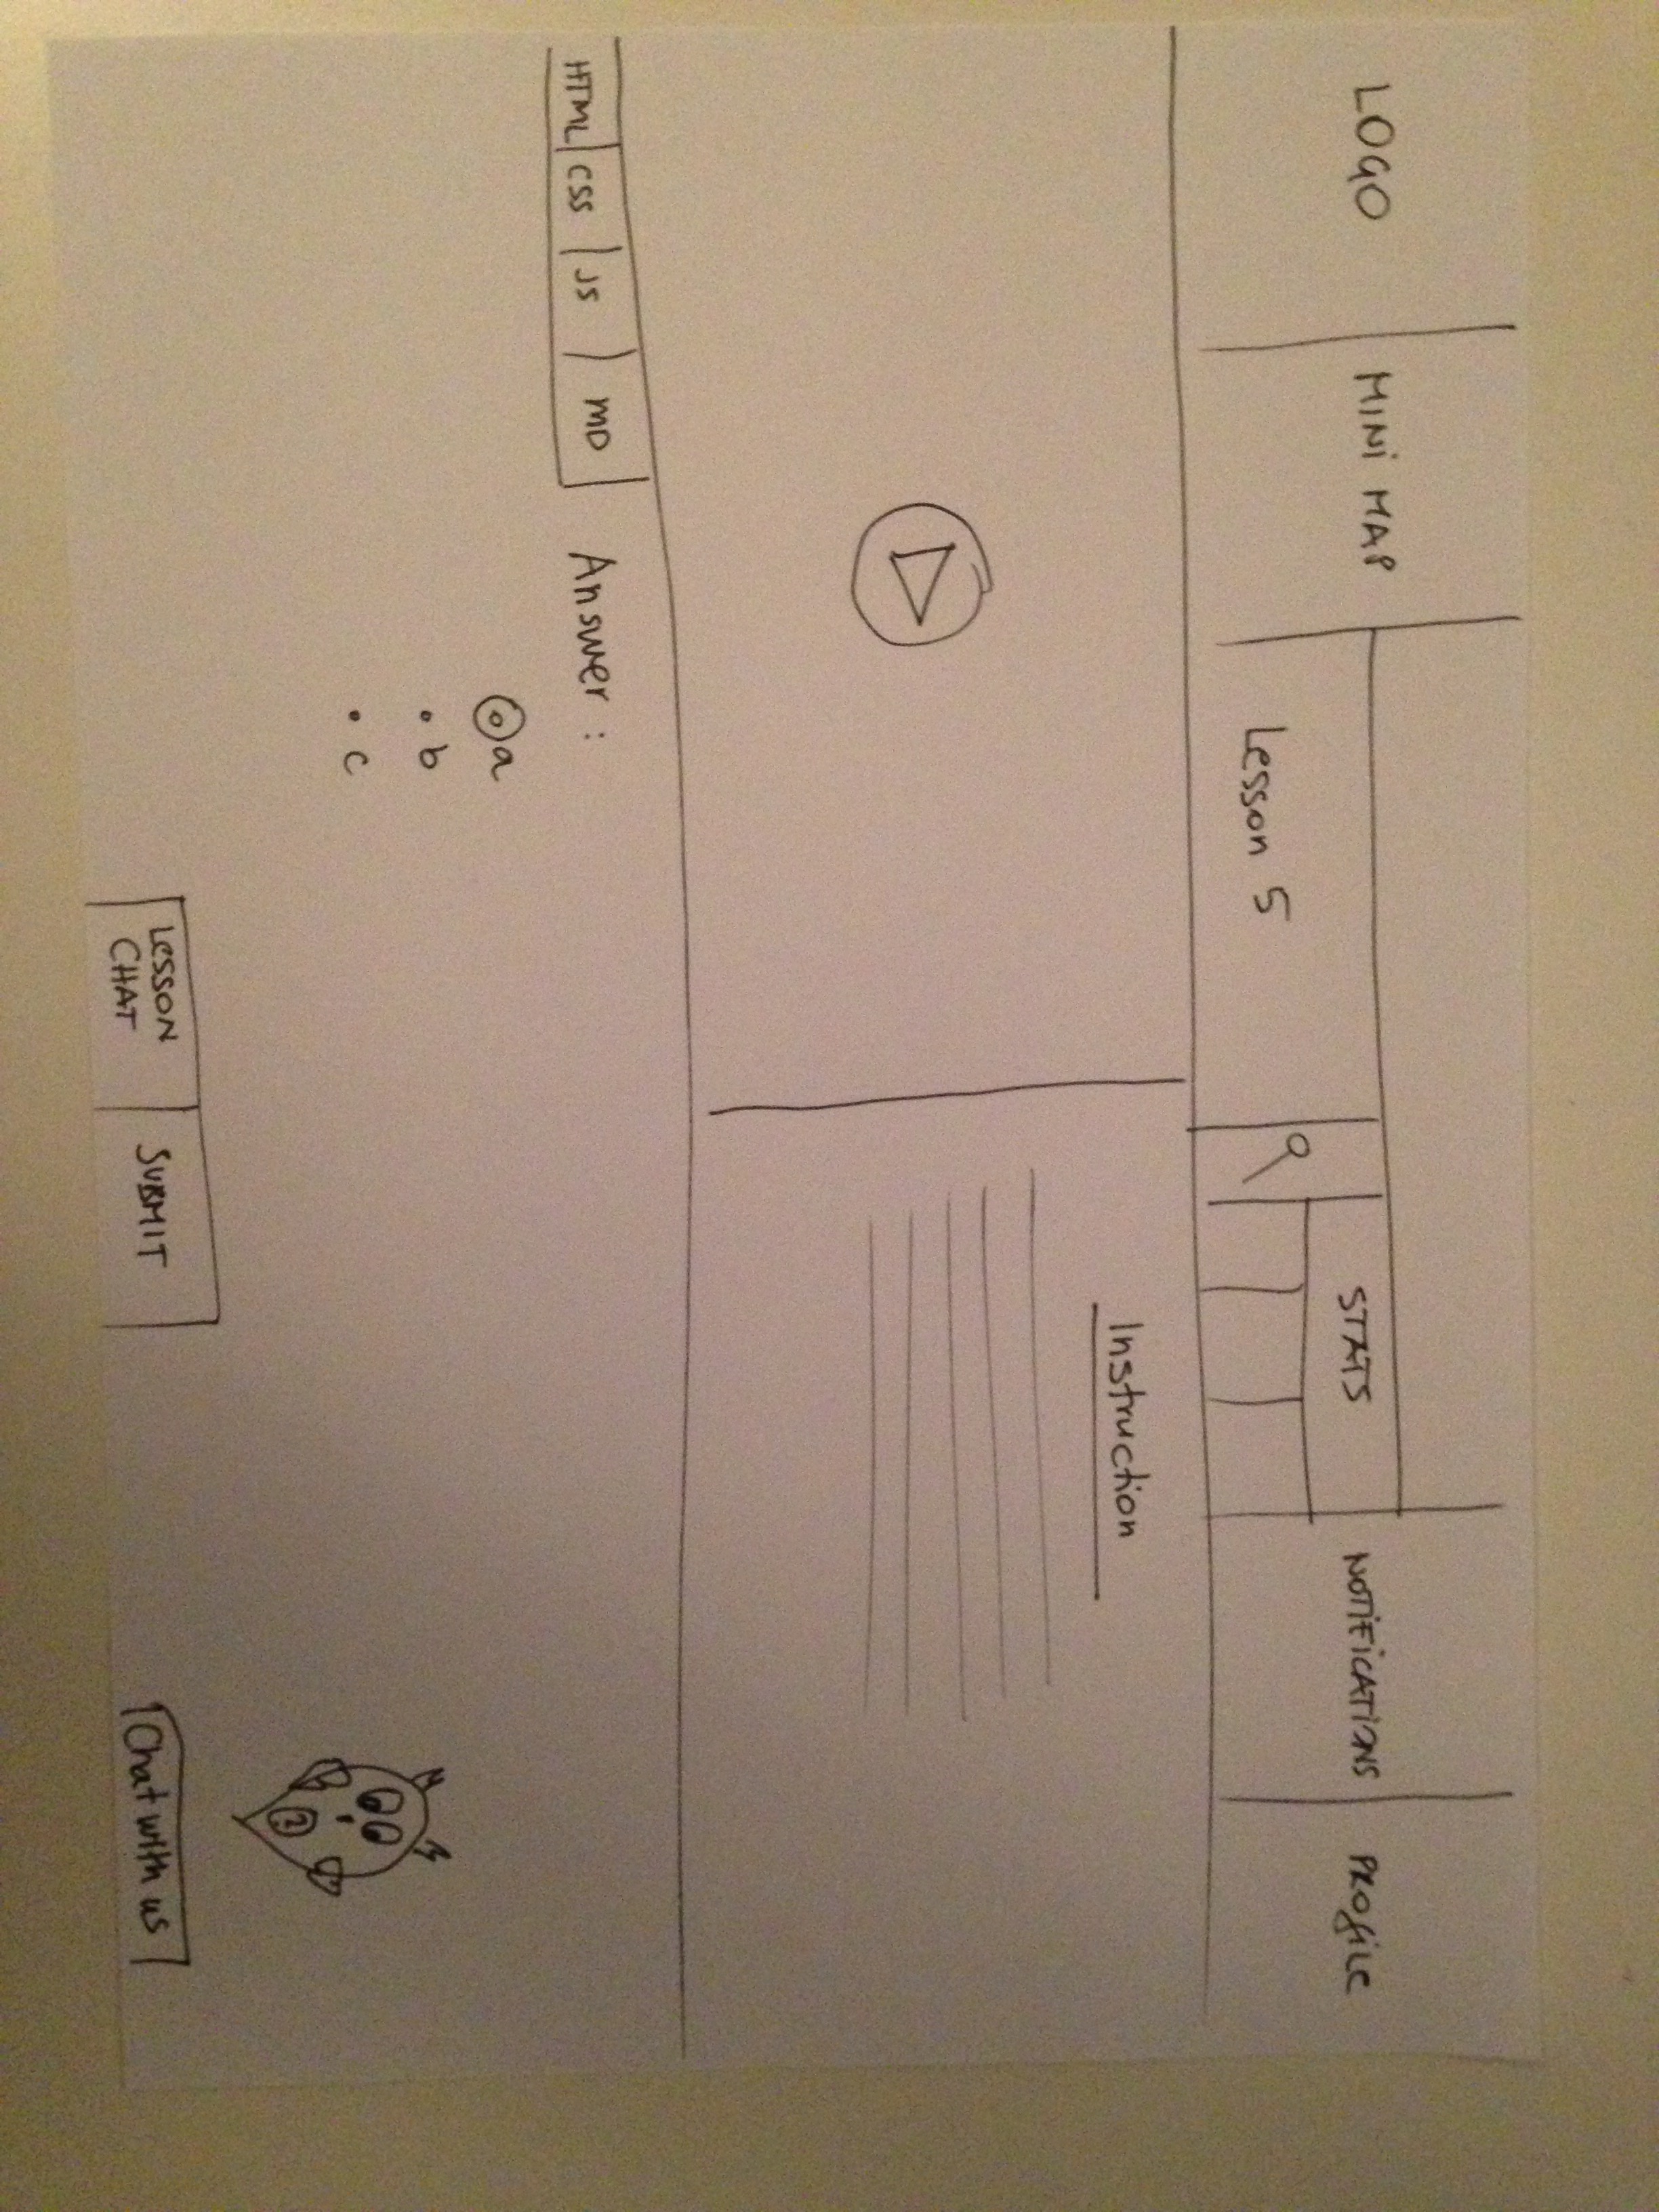 LOGO
MINI MAP
Lesson 5
STATS
NOTIFICATIONS
PROFILE
Instruction
HTML
CSS
JS
MD
Answer :
a
b
c
LESSON
CHAT
SUBMIT
?
Chat with us